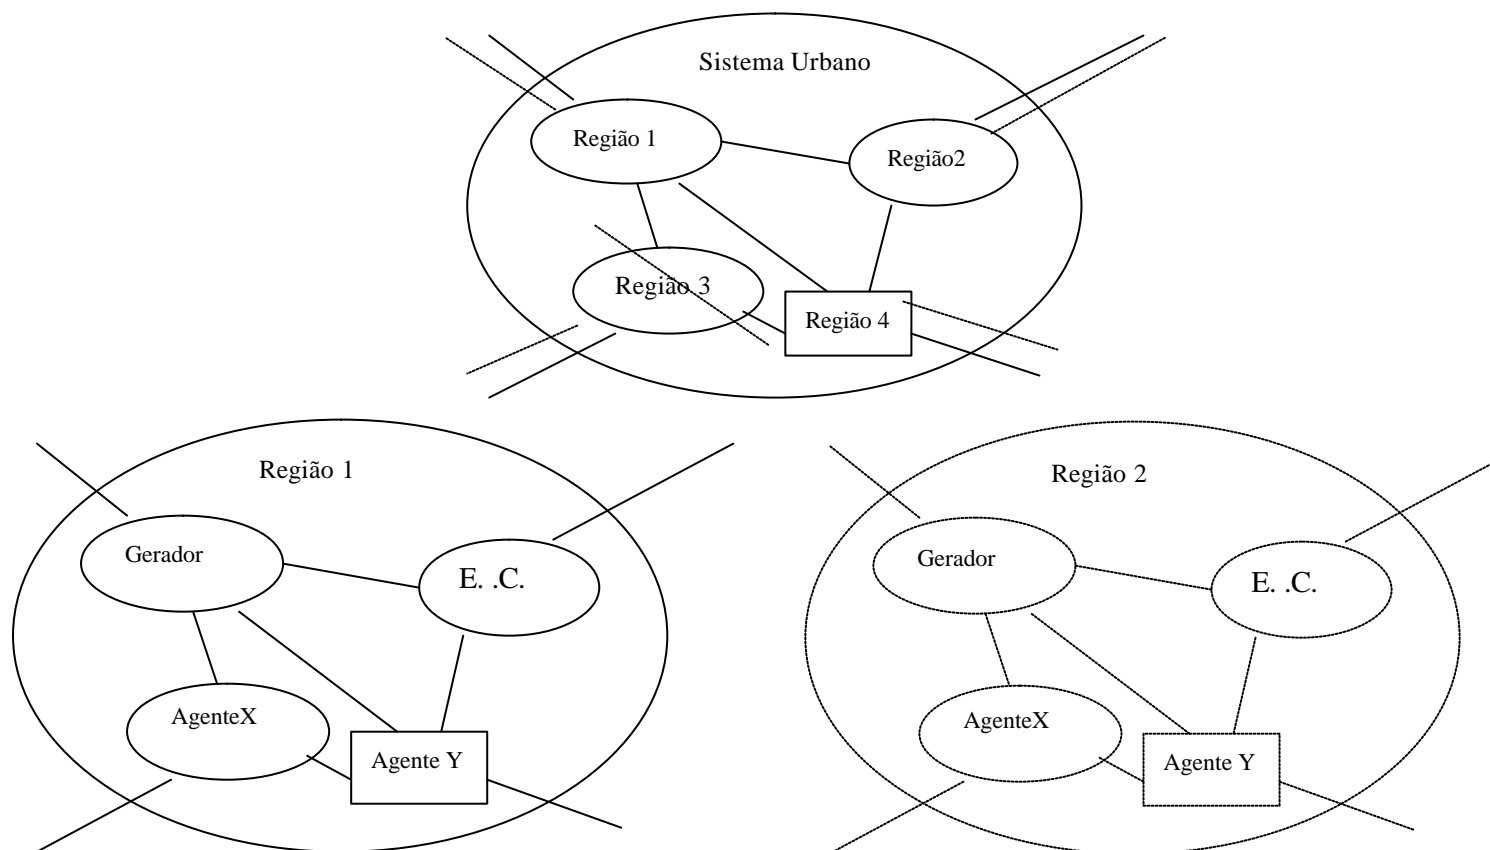 Sistema Urbano
Região 1
Região2
Região 3
Região 4
Região 1
Gerador
E. .C.
AgenteX
Agente Y
Região 2
Gerador
E. .C.
AgenteX
Agente Y